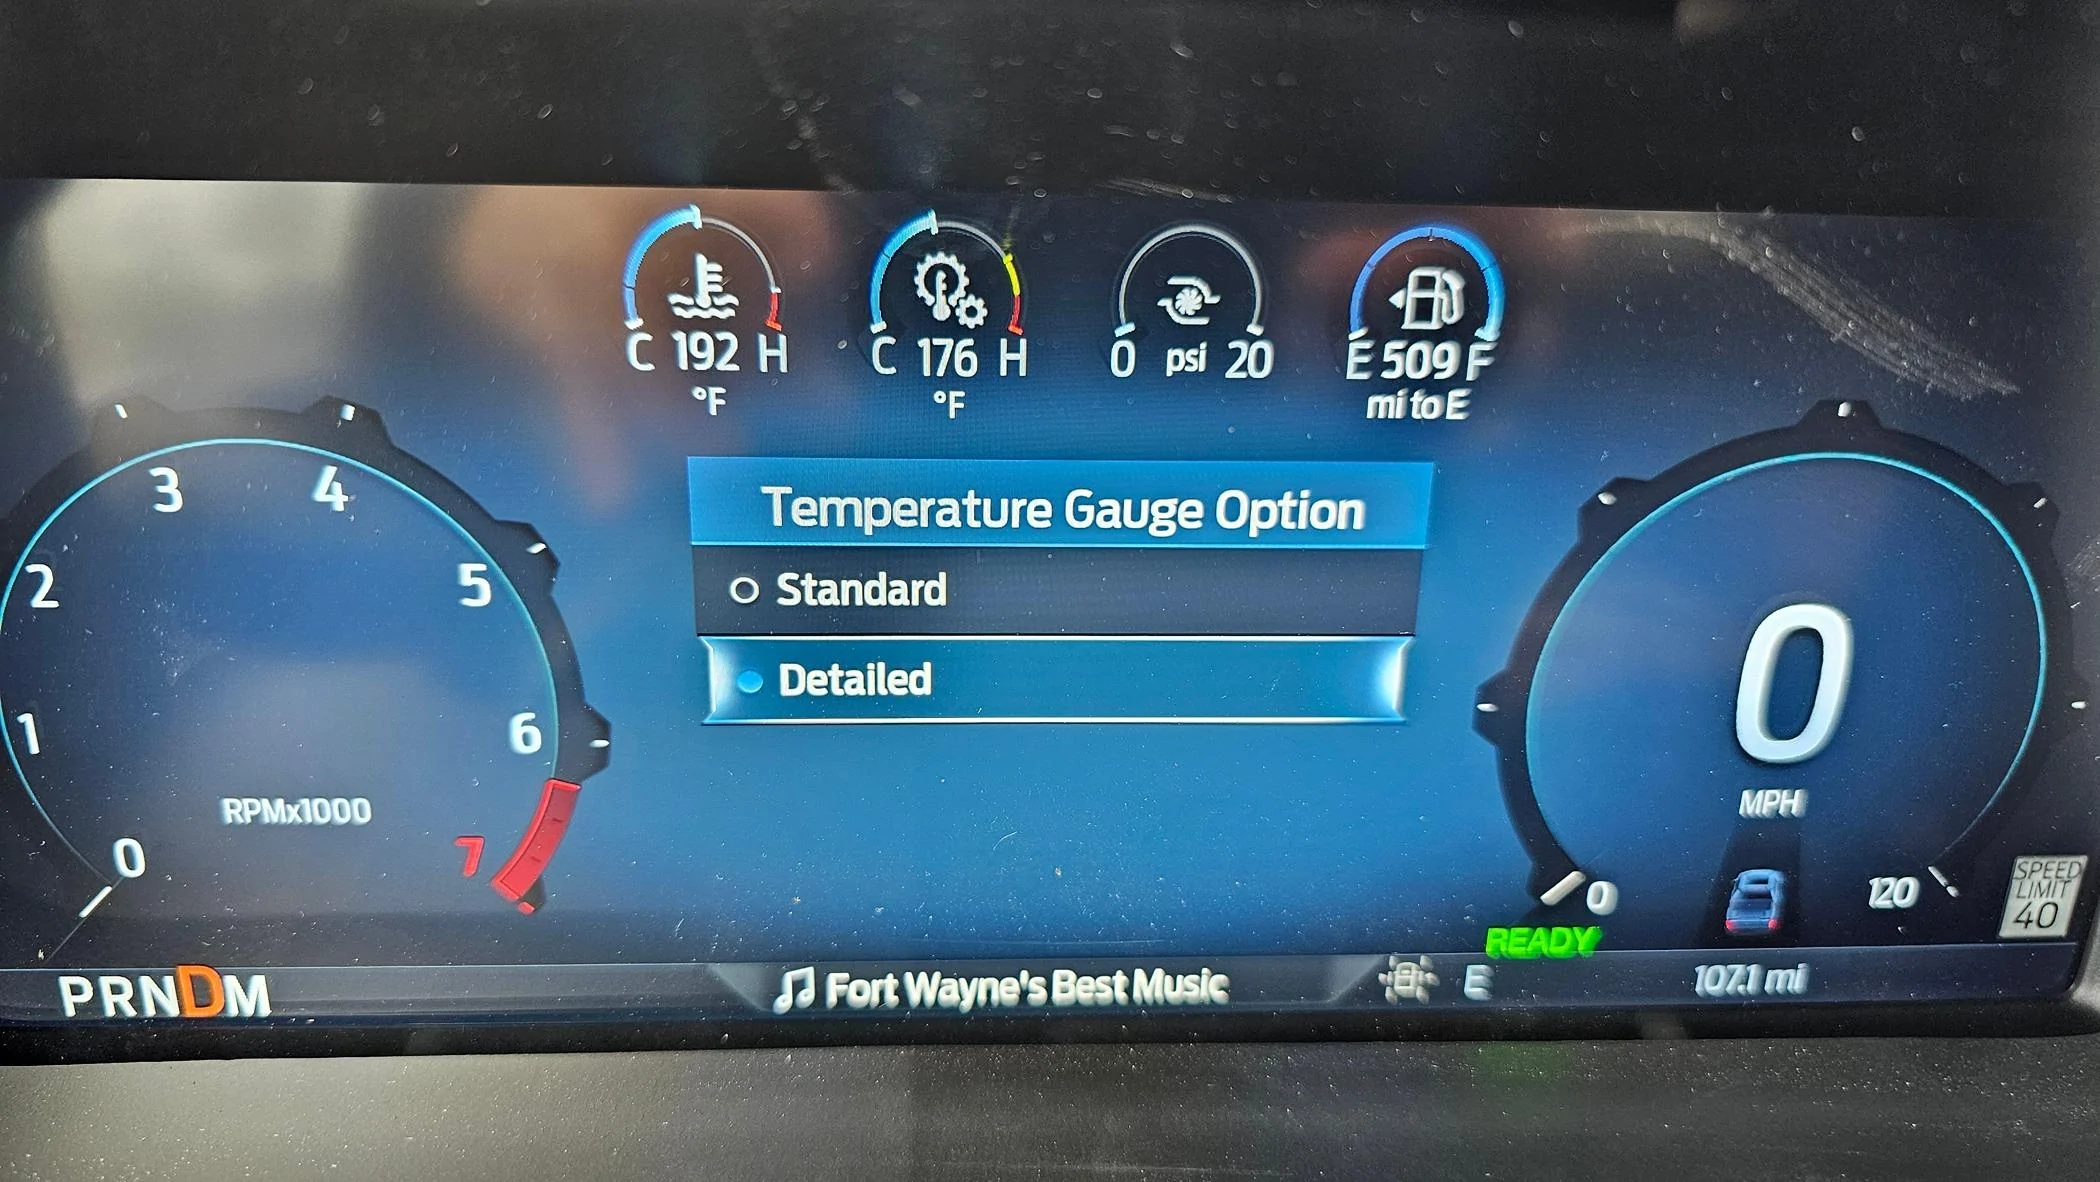 C 192 H
°F
C 176 H
°F
0 psi 20
E 509 F
mi to E
Temperature Gauge Option
Standard
Detailed
0
1
2
3
4
5
6
7
RPMx1000
0
MPH
0
120
SPEED
LIMIT
40
READY
PRNDM
Fort Wayne's Best Music
E
107.1 mi